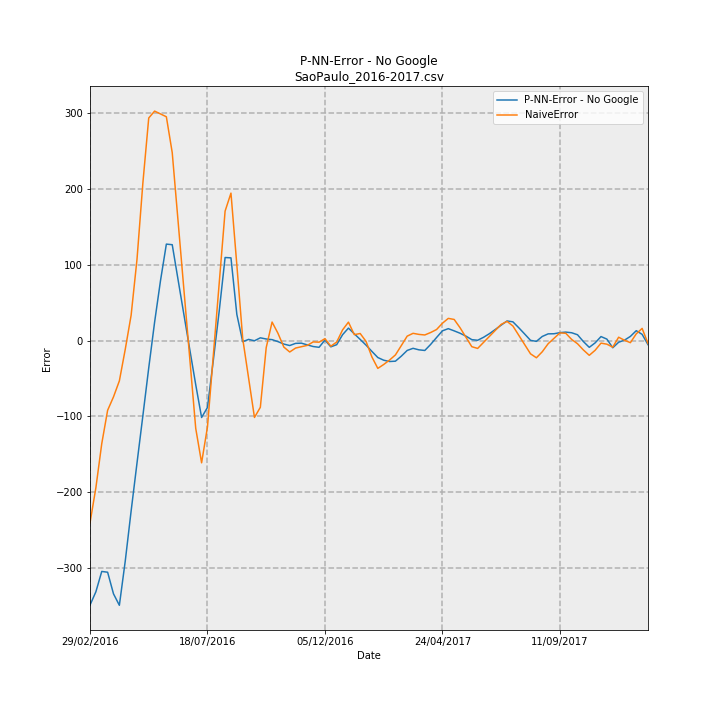 P-NN-Error - No Google
SaoPaulo_2016-2017.csv
P-NN-Error - No Google
NaiveError
300
200
100
0
−100
−200
−300
Error
29/02/2016
18/07/2016
05/12/2016
24/04/2017
11/09/2017
Date